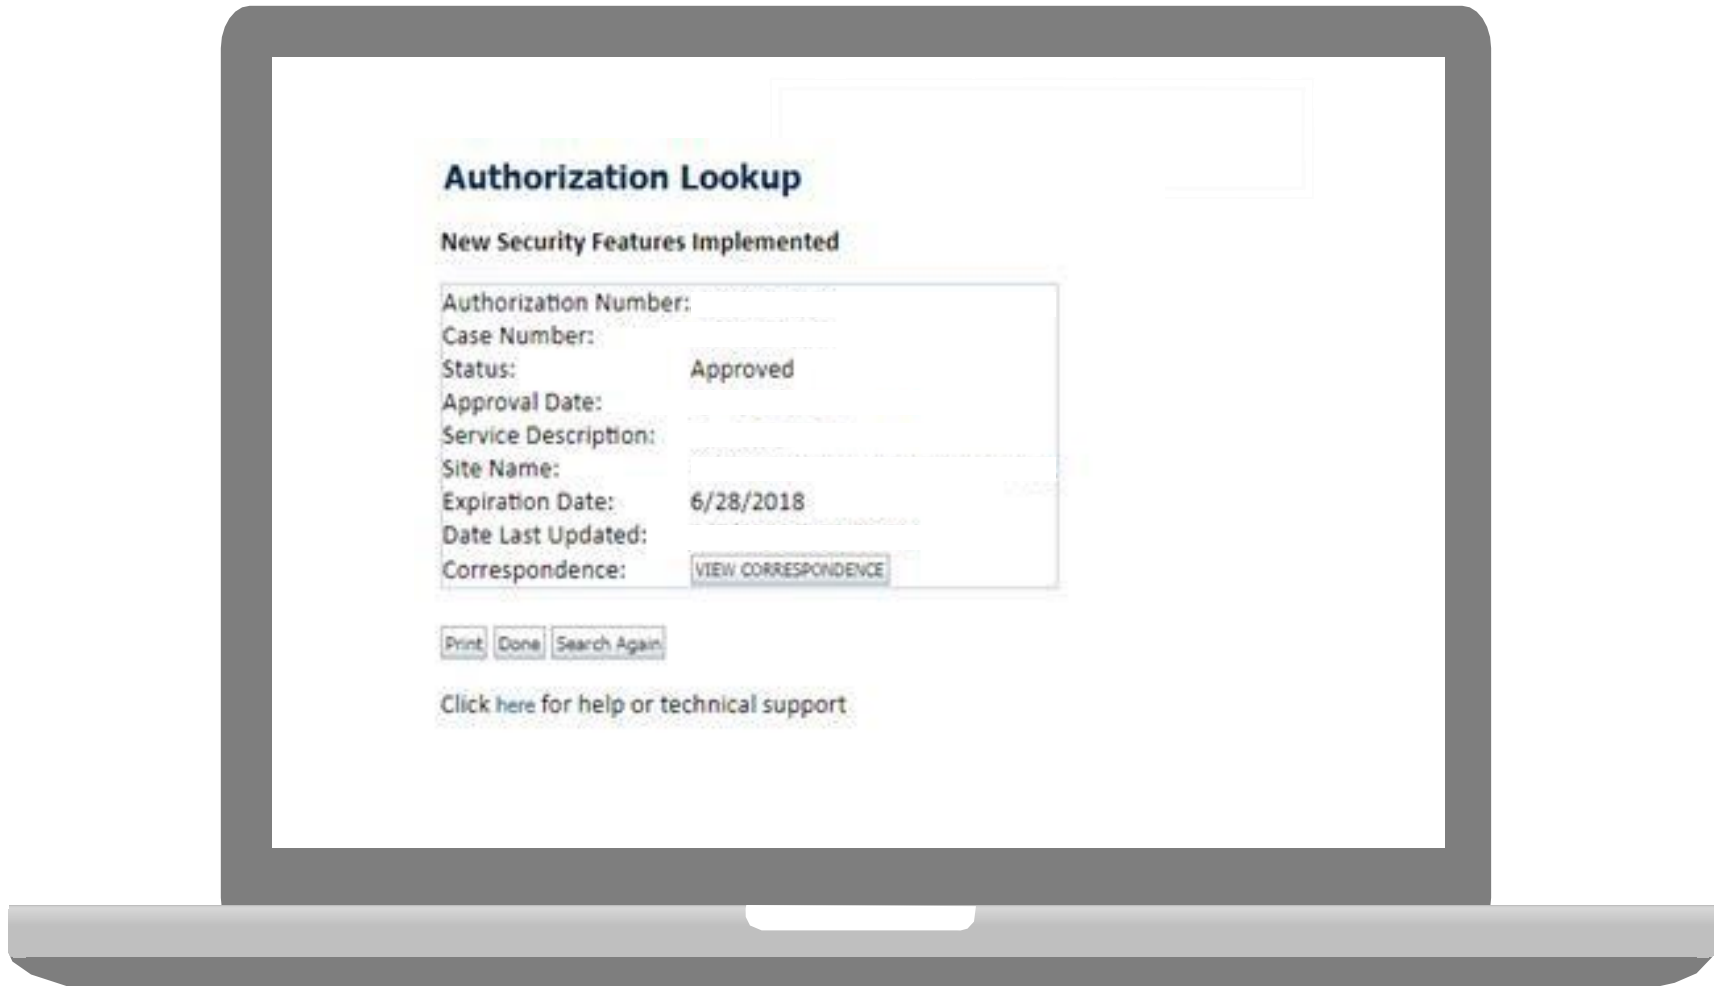 Authorization Lookup
New Security Features Implemented
Authorization Number:
Case Number:
Status: Approved
Approval Date:
Service Description:
Site Name:
Expiration Date: 6/28/2018
Date Last Updated:
Correspondence: VIEW CORRESPONDENCE
Print Done Search Again
Click here for help or technical support